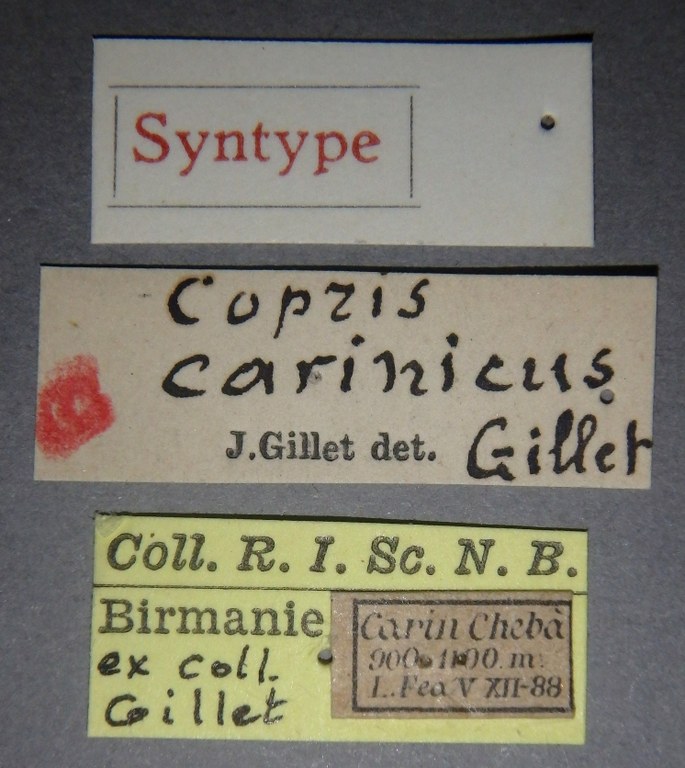 Syntype
Copris
carinicus
J.Gillet det. Gillet
Coll. R. I. Sc. N. B.
Birmanie
ex coll.
Gillet
Carin Chebà
900-1100. m.
L. Fea V XII-88